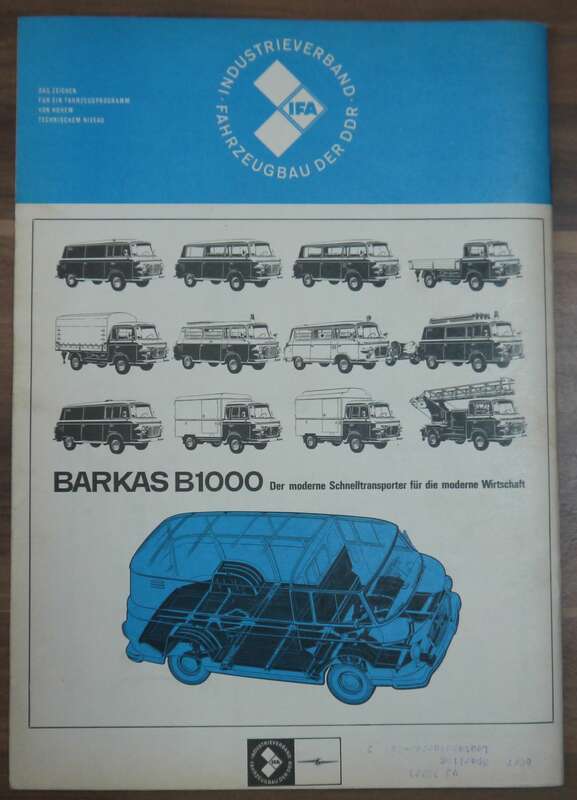 DAS ZEICHEN
FÜR EIN FAHRZEUGPROGRAMM
VON HOHEM
TECHNISCHEM NIVEAU
INDUSTRIEVERBAND
FAHRZEUGBAU DER DDR
IFA
BARKAS B1000 Der moderne Schnelltransporter für die moderne Wirtschaft
INDUSTRIEVERBAND
FAHRZEUGBAU DER DDR
IFA